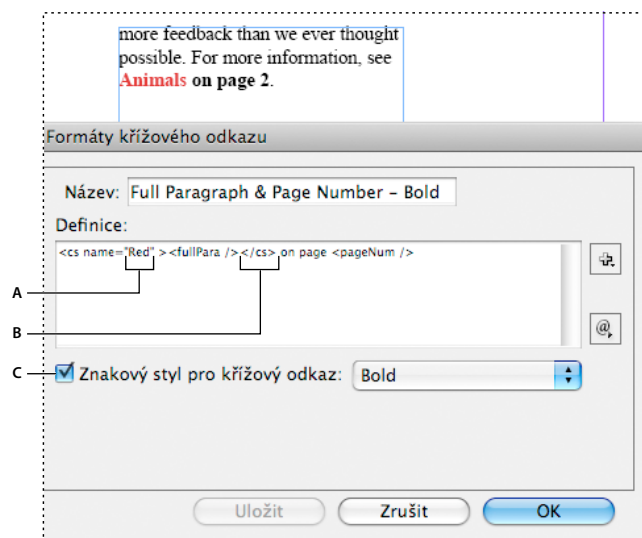 more feedback than we ever thought
possible. For more information, see
Animals on page 2.
Formáty křížového odkazu
Název: Full Paragraph & Page Number – Bold
Definice:
<cs name="Red" ><fullPara /></cs> on page <pageNum />
A
B
C
Znakový styl pro křížový odkaz: Bold
Uložit Zrušit OK